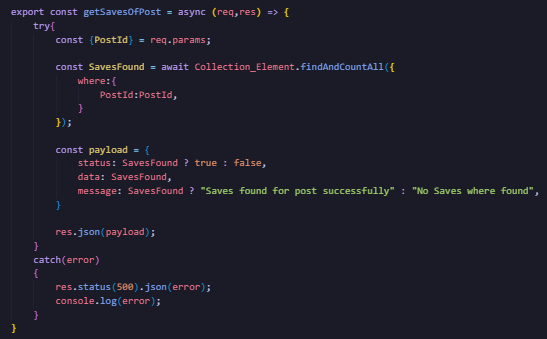 export const getSavesOfPost = async (req,res) => {
    try{
        const {PostId} = req.params;

        const SavesFound = await Collection_Element.findAndCountAll({
            where:{
                PostId:PostId,
            }
        });

        const payload = {
            status: SavesFound ? true : false,
            data: SavesFound,
            message: SavesFound ? "Saves found for post successfully" : "No Saves where found",
        }

        res.json(payload);
    }
    catch(error)
    {
        res.status(500).json(error);
        console.log(error);
    }
}